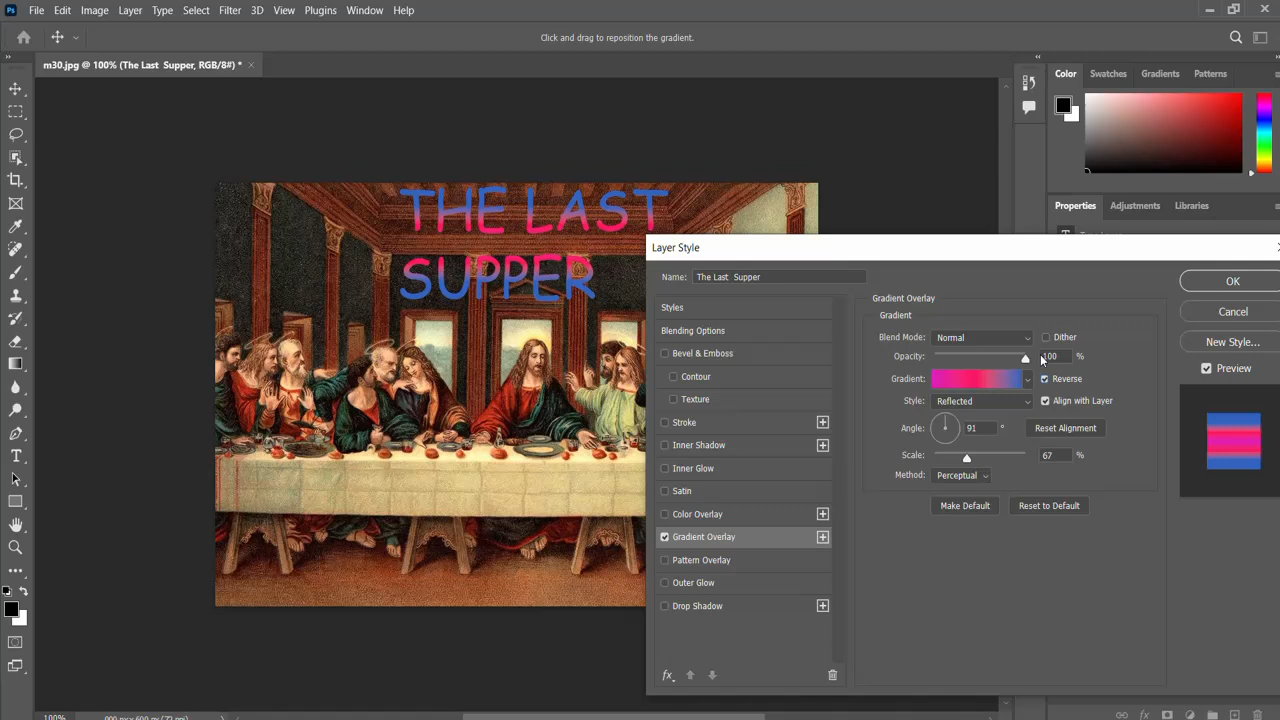 Ps File Edit Image Layer Type Select Filter 3D View Plugins Window Help
Click and drag to reposition the gradient.
m30.jpg @ 100% (The Last Supper, RGB/8#) * ×
Color Swatches Gradients Patterns
Properties Adjustments Libraries
THE LAST
SUPPER
Layer Style
Name: The Last Supper
Styles
Blending Options
Bevel & Emboss
Contour
Texture
Stroke
Inner Shadow
Inner Glow
Satin
Color Overlay
Gradient Overlay
Pattern Overlay
Outer Glow
Drop Shadow
fx
Gradient Overlay
Gradient
Blend Mode: Normal Dither
Opacity: 100 %
Gradient: Reverse
Style: Reflected Align with Layer
Angle: 91 ° Reset Alignment
Scale: 67 %
Method: Perceptual
Make Default Reset to Default
OK
Cancel
New Style...
Preview
100%
fx